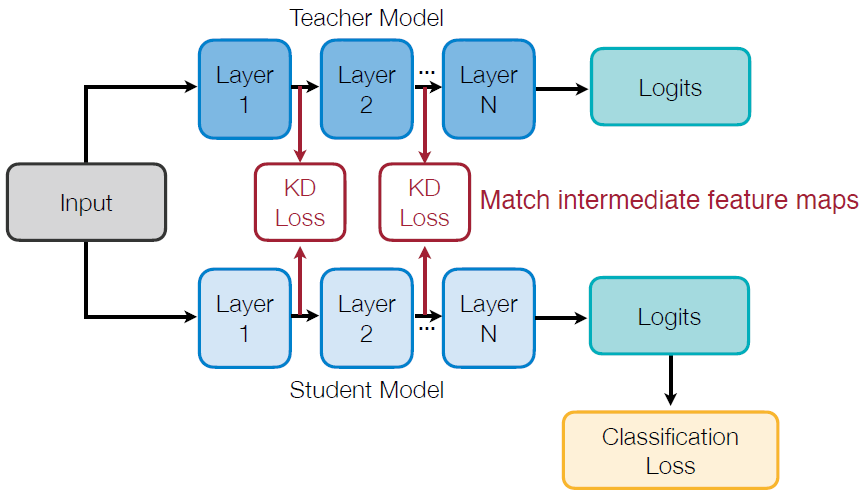 Teacher Model
Layer
1
Layer
2
...
Layer
N
Logits
Input
KD
Loss
KD
Loss
Match intermediate feature maps
Layer
1
Layer
2
...
Layer
N
Logits
Student Model
Classification
Loss